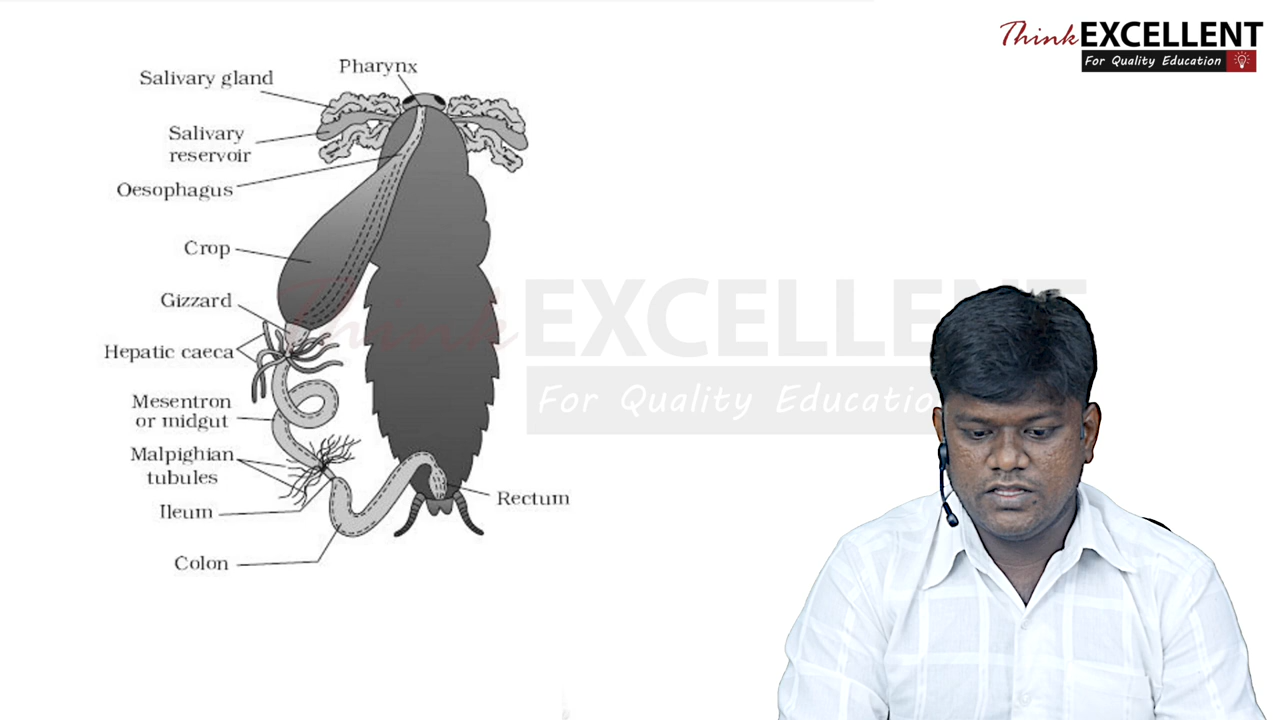 Think EXCELLENT
For Quality Education
Pharynx
Salivary gland
Salivary
reservoir
Oesophagus
Crop
Gizzard
Hepatic caeca
Mesentron
or midgut
Malpighian
tubules
Ileum
Colon
Rectum
Think EXCELLENT
For Quality Education